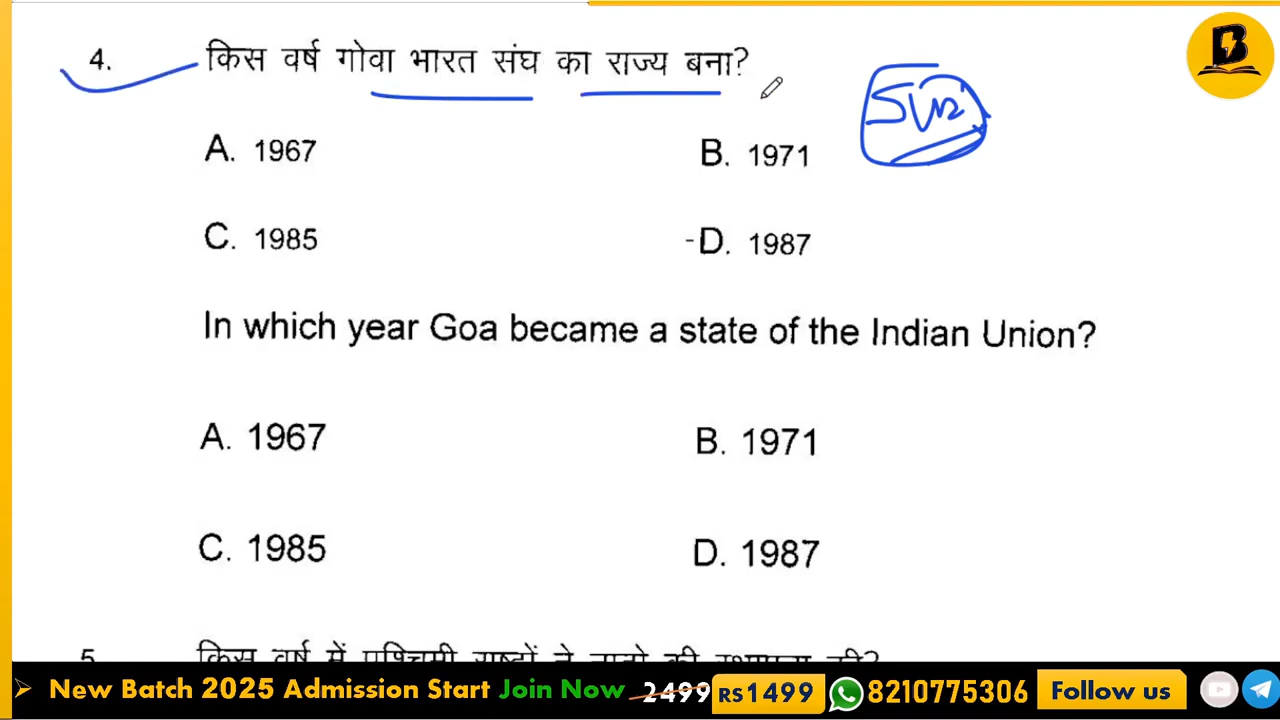 4. किस वर्ष गोवा भारत संघ का राज्य बना?
A. 1967 B. 1971
C. 1985 -D. 1987
In which year Goa became a state of the Indian Union?
A. 1967 B. 1971
C. 1985 D. 1987
5 किस वर्ष में पश्चिमी राष्ट्रों ने नाटो की स्थापना की?
➢ New Batch 2025 Admission Start Join Now 2499 RS1499 8210775306 Follow us
B